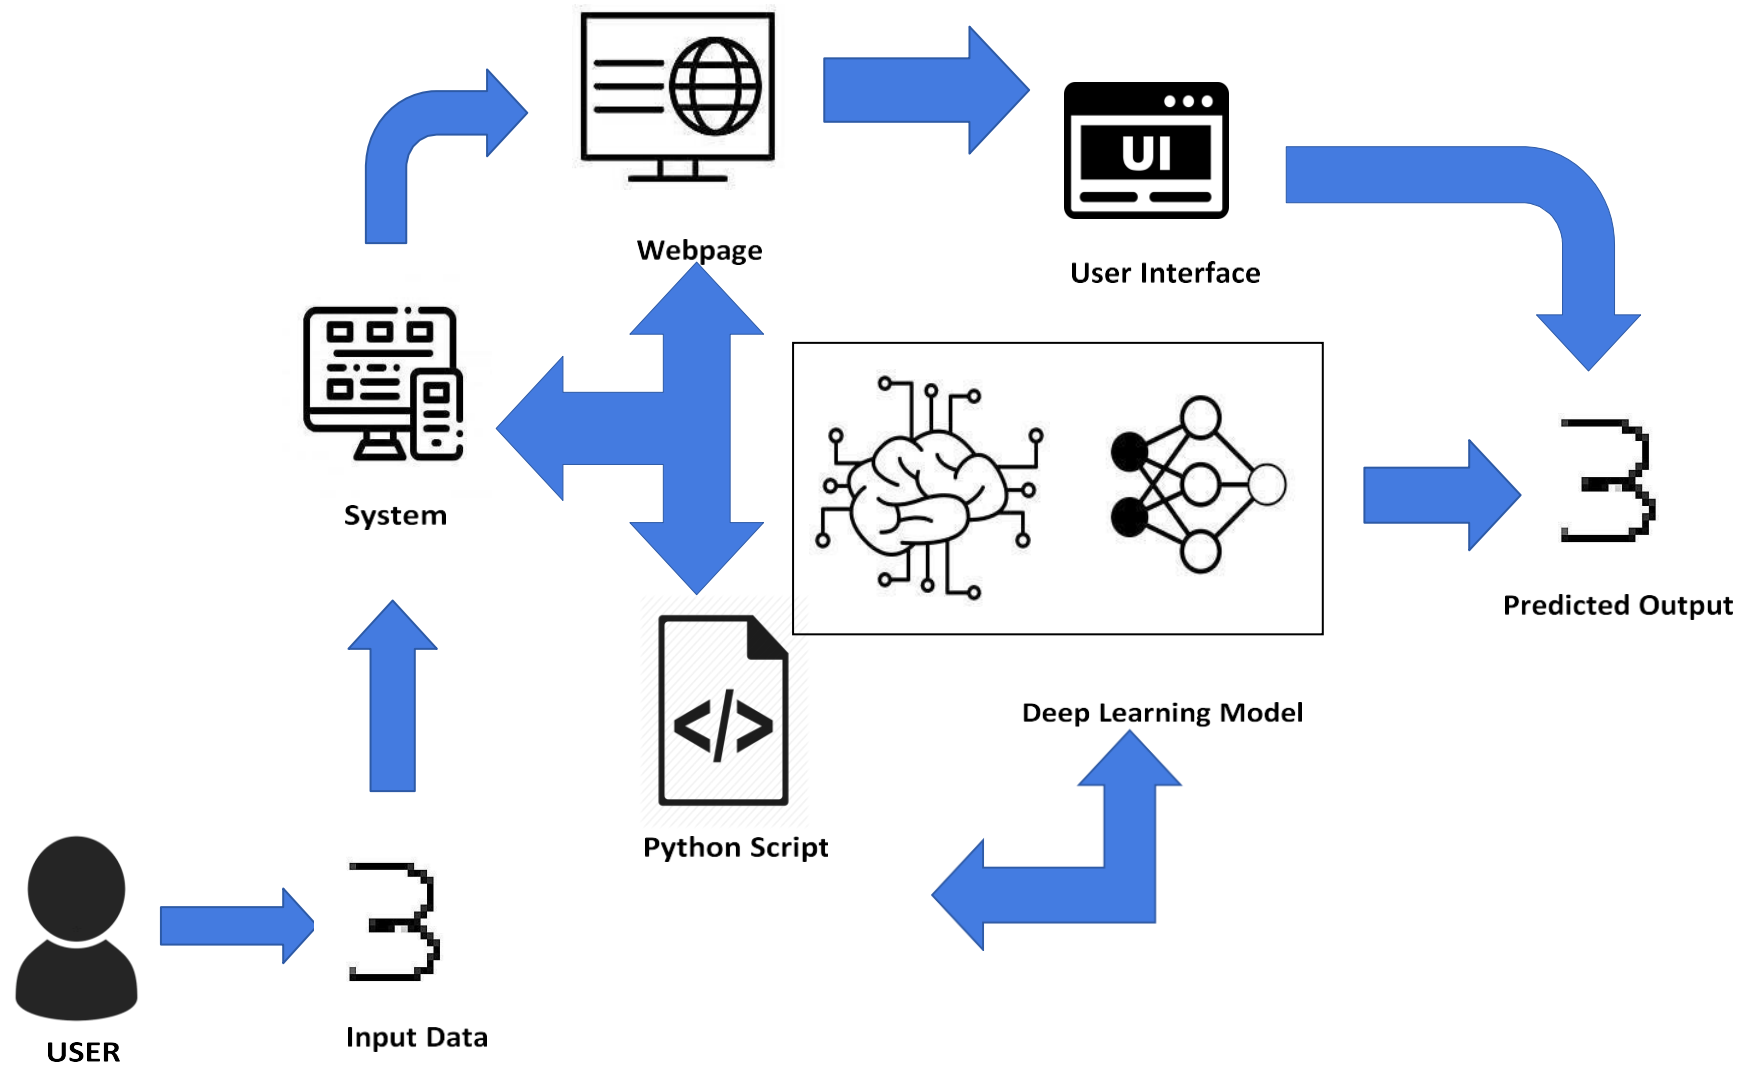 UI
Webpage
User Interface
System
</>
Predicted Output
Deep Learning Model
Python Script
3
3
Input Data
USER